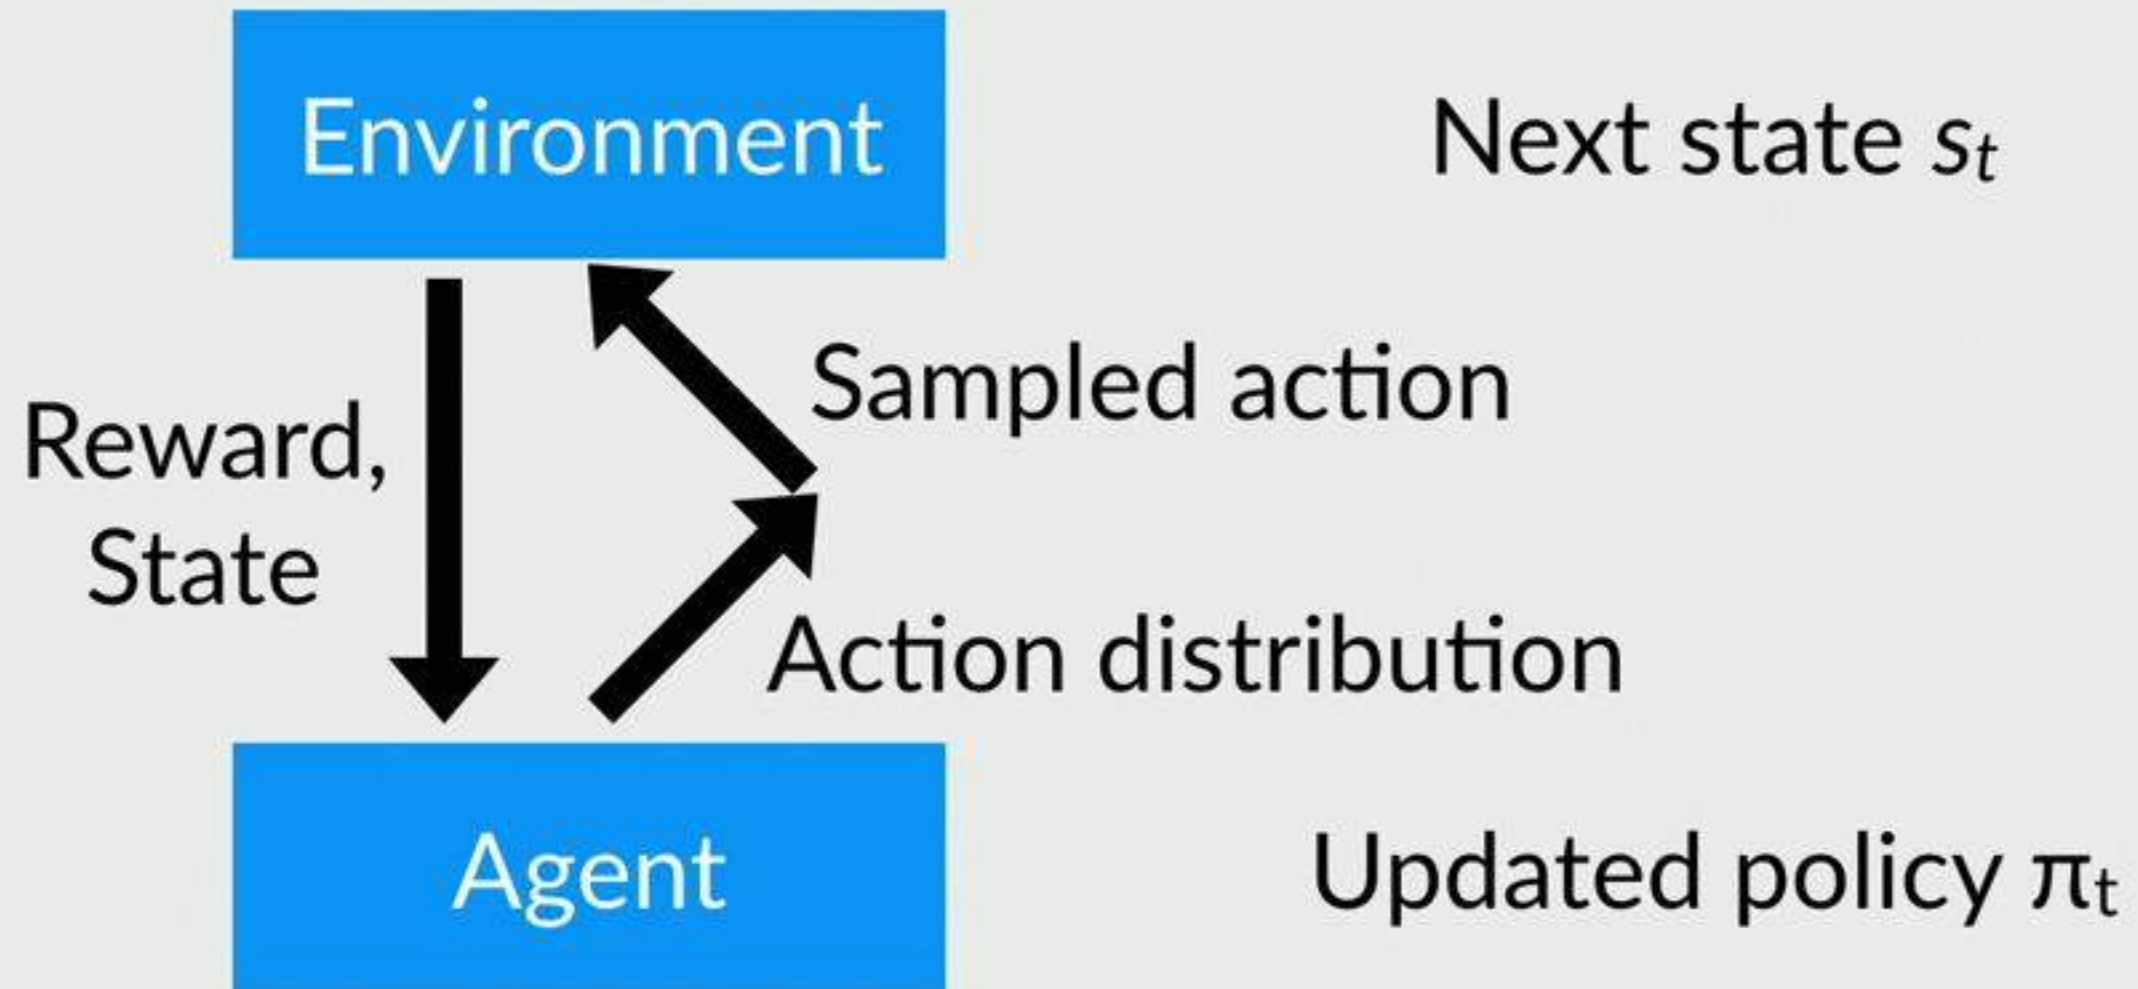 Environment
Next state sₜ
Sampled action
Reward,
State
Action distribution
Agent
Updated policy πₜ